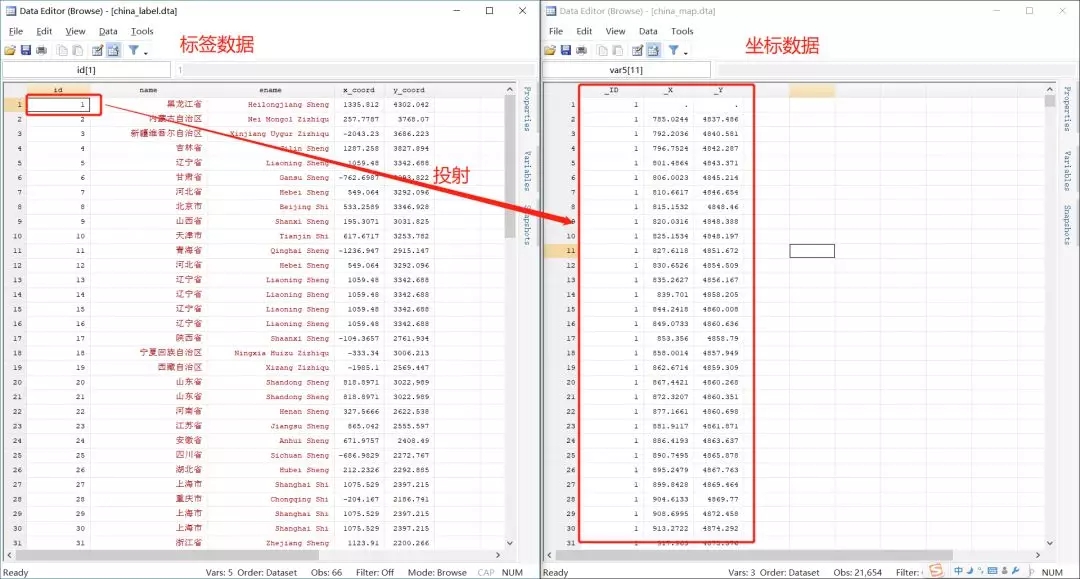 Data Editor (Browse) - [china_label.dta]
File Edit View Data Tools
标签数据
id[1] 1
id name ename x_coord y_coord
1 1 黑龙江省 Heilongjiang Sheng 1335.812 4302.042
2 2 内蒙古自治区 Nei Mongol Zizhiqu 257.7787 3768.07
3 3 新疆维吾尔自治区 Xinjiang Uygur Zizhiqu -2043.23 3686.223
4 4 吉林省 Jilin Sheng 1287.258 3827.894
5 5 辽宁省 Liaoning Sheng 1059.48 3342.688
6 6 甘肃省 Gansu Sheng -762.6987
7 7 河北省 Hebei Sheng 549.064 3292.096
8 8 北京市 Beijing Shi 533.2589 3346.928
9 9 山西省 Shanxi Sheng 195.3071 3031.825
10 10 天津市 Tianjin Shi 617.6717 3253.782
11 11 青海省 Qinghai Sheng -1236.947 2915.147
12 12 河北省 Hebei Sheng 549.064 3292.096
13 13 辽宁省 Liaoning Sheng 1059.48 3342.688
14 14 辽宁省 Liaoning Sheng 1059.48 3342.688
15 15 辽宁省 Liaoning Sheng 1059.48 3342.688
16 16 辽宁省 Liaoning Sheng 1059.48 3342.688
17 17 陕西省 Shaanxi Sheng -104.3657 2761.934
18 18 宁夏回族自治区 Ningxia Huizu Zizhiqu -333.34 3006.213
19 19 西藏自治区 Xizang Zizhiqu -1985.1 2569.447
20 20 山东省 Shandong Sheng 818.8971 3022.989
21 21 山东省 Shandong Sheng 818.8971 3022.989
22 22 河南省 Henan Sheng 327.5666 2622.538
23 23 江苏省 Jiangsu Sheng 865.042 2555.597
24 24 安徽省 Anhui Sheng 671.9757 2408.49
25 25 四川省 Sichuan Sheng -686.9829 2272.767
26 26 湖北省 Hubei Sheng 212.2326 2292.885
27 27 上海市 Shanghai Shi 1075.529 2397.215
28 28 重庆市 Chongqing Shi -204.167 2186.741
29 29 上海市 Shanghai Shi 1075.529 2397.215
30 30 上海市 Shanghai Shi 1075.529 2397.215
31 31 浙江省 Zhejiang Sheng 1123.91 2200.266
Properties
Variables
Snapshots
Ready Vars: 5 Order: Dataset Obs: 66 Filter: Off Mode: Browse CAP NUM
投射
Data Editor (Browse) - [china_map.dta]
File Edit View Data Tools
坐标数据
var5[11]
_ID _X _Y
1 1 . .
2 1 785.0244 4837.486
3 1 792.2036 4840.581
4 1 796.7524 4842.287
5 1 801.4864 4843.371
6 1 806.0023 4845.214
7 1 810.6617 4846.654
8 1 815.1532 4848.46
9 1 820.0316 4848.388
10 1 825.1534 4848.197
11 1 827.6118 4851.672
12 1 830.6526 4854.509
13 1 835.2627 4856.167
14 1 839.701 4858.205
15 1 844.2418 4860.008
16 1 849.0733 4860.636
17 1 853.356 4858.79
18 1 858.0014 4857.949
19 1 862.6714 4859.309
20 1 867.4421 4860.268
21 1 872.3207 4860.351
22 1 877.1661 4860.698
23 1 881.9117 4861.871
24 1 886.4193 4863.637
25 1 890.7495 4865.878
26 1 895.2479 4867.763
27 1 899.8428 4869.464
28 1 904.6133 4869.77
29 1 908.6995 4872.458
30 1 913.2722 4874.292
31 1
Properties
Variables
Snapshots
Ready Vars: 3 Order: Dataset Obs: 21,654 Filter: 中 NUM